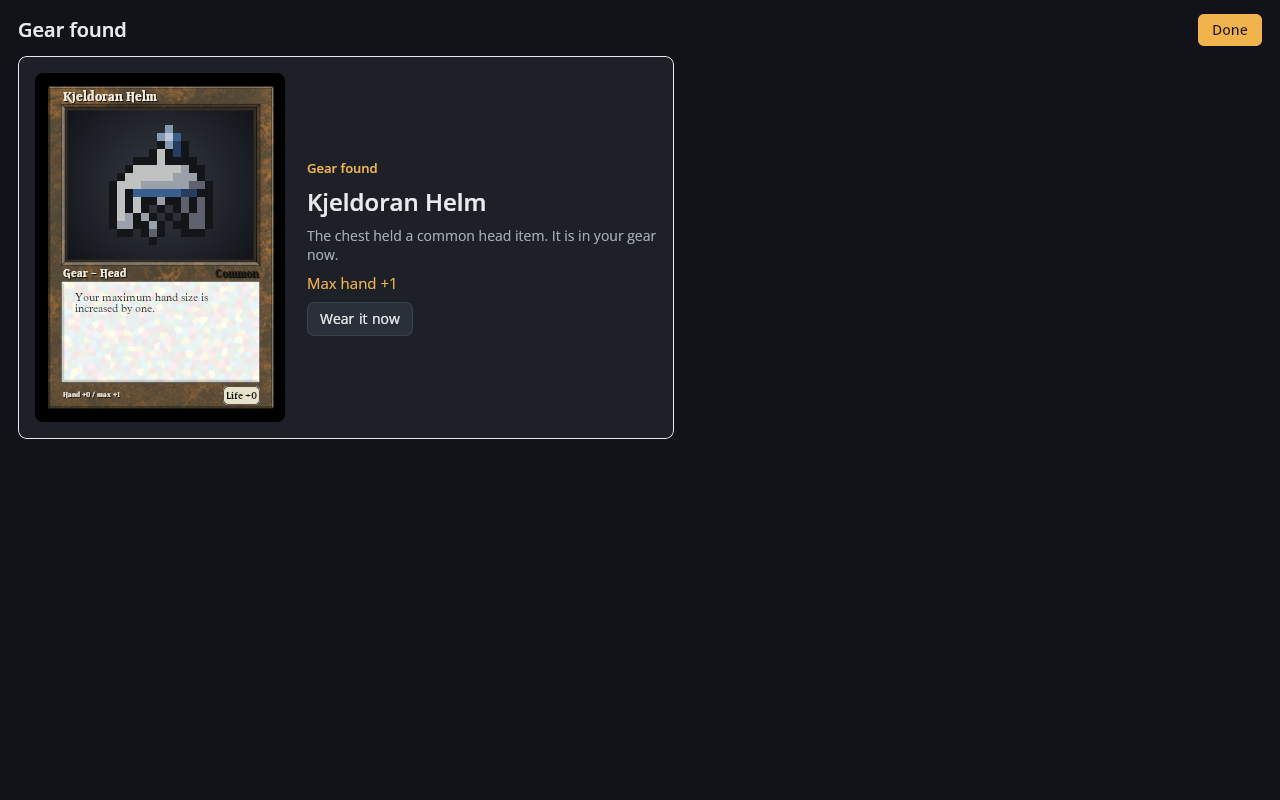 Gear found
Done
Kjeldoran Helm
Gear – Head
Common
Your maximum hand size is
increased by one.
Hand +0 / max +1
Life +0
Gear found
Kjeldoran Helm
The chest held a common head item. It is in your gear
now.
Max hand +1
Wear it now